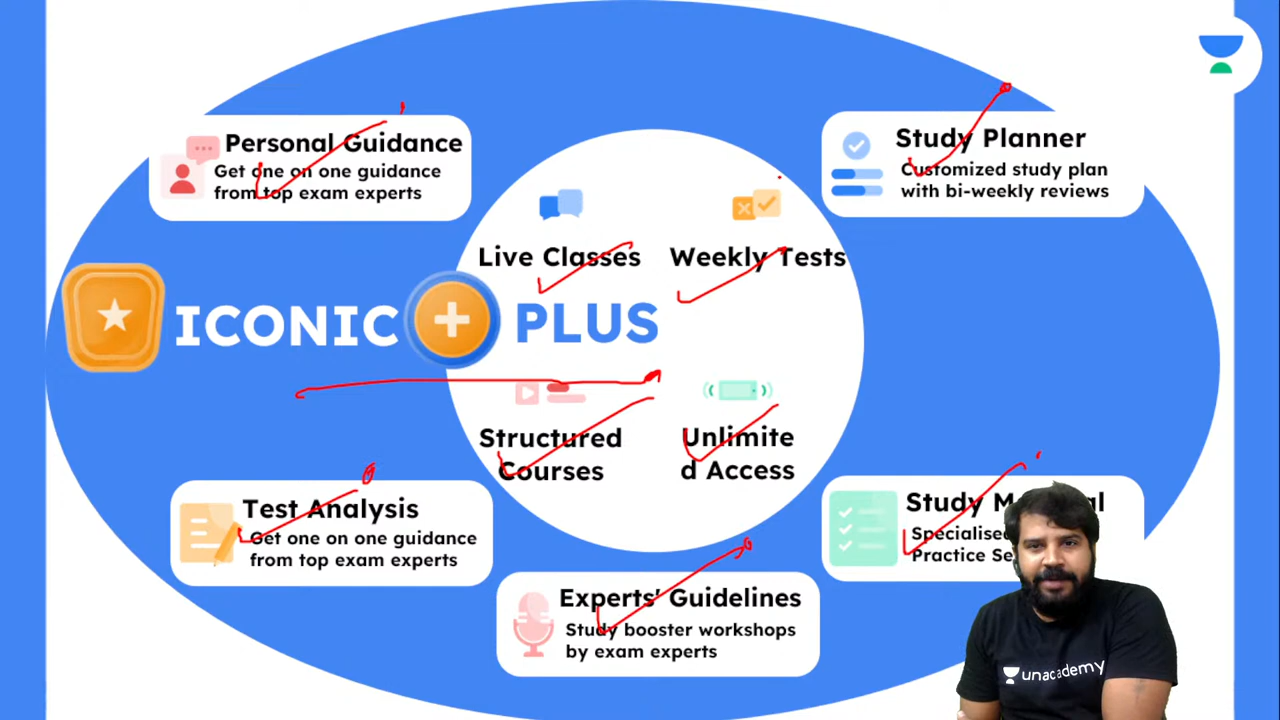 Personal Guidance
Get one on one guidance
from top exam experts
Study Planner
Customized study plan
with bi-weekly reviews
Live Classes
Weekly Tests
ICONIC PLUS
Structured
Courses
Unlimite
d Access
Test Analysis
Get one on one guidance
from top exam experts
Study
Practice
Experts' Guidelines
Study booster workshops
by exam experts
unacademy